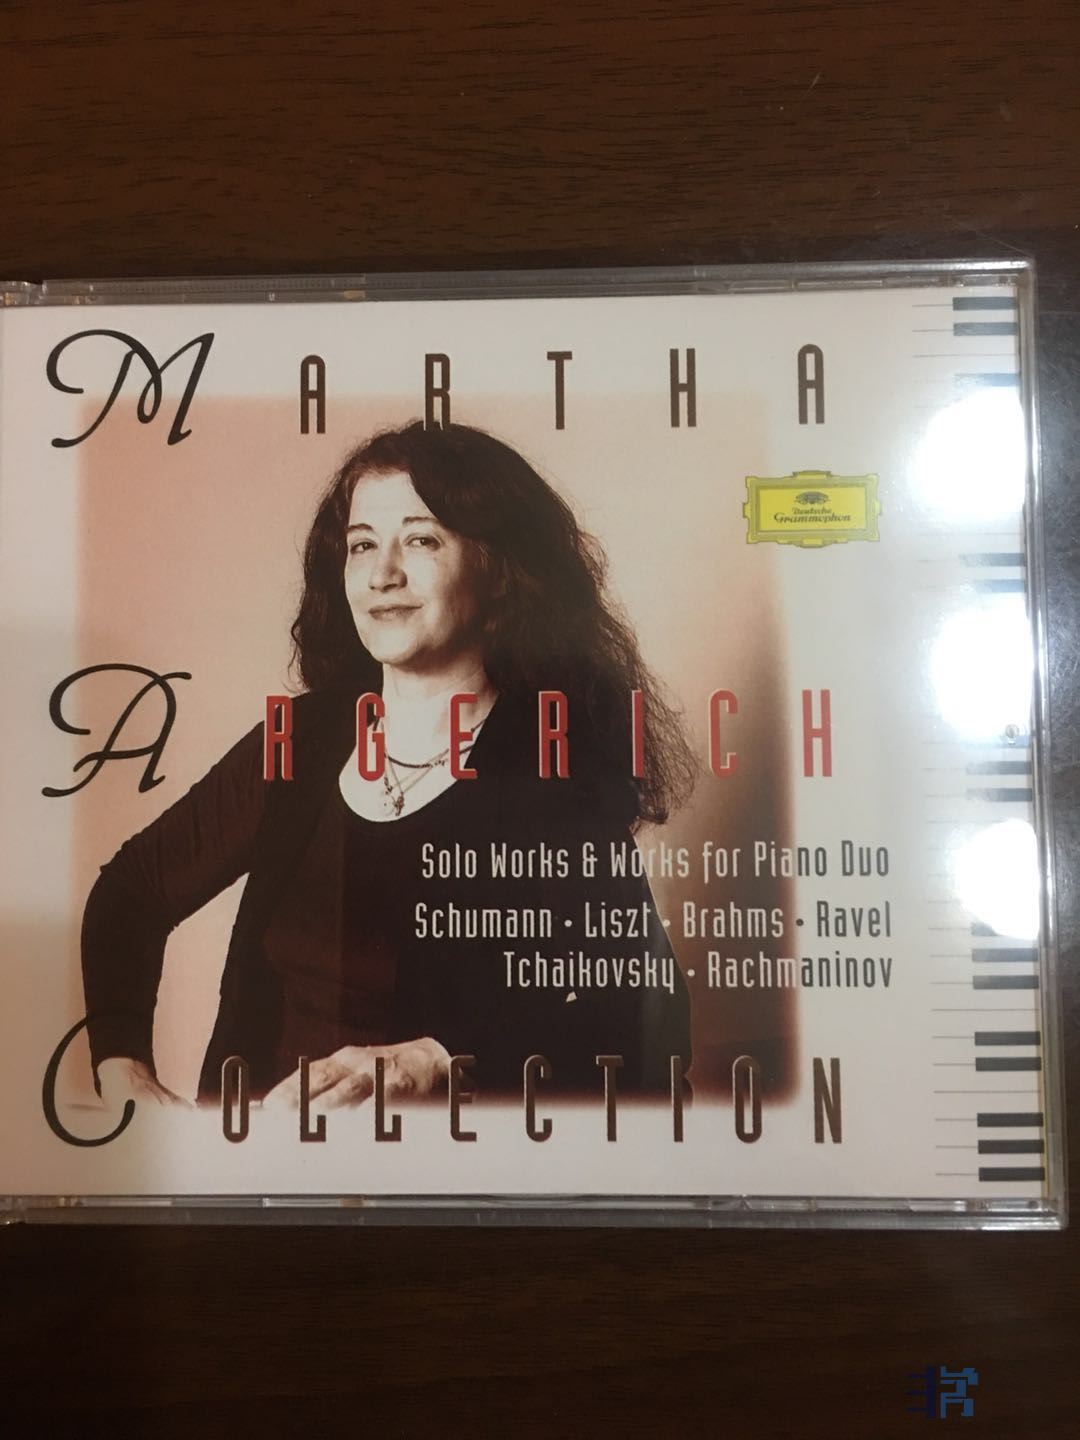 MARTHA
Deutsche
Grammophon
ARGERICH
Solo Works & Works for Piano Duo
Schumann · Liszt · Brahms · Ravel
Tchaikovsky · Rachmaninov
COLLECTION